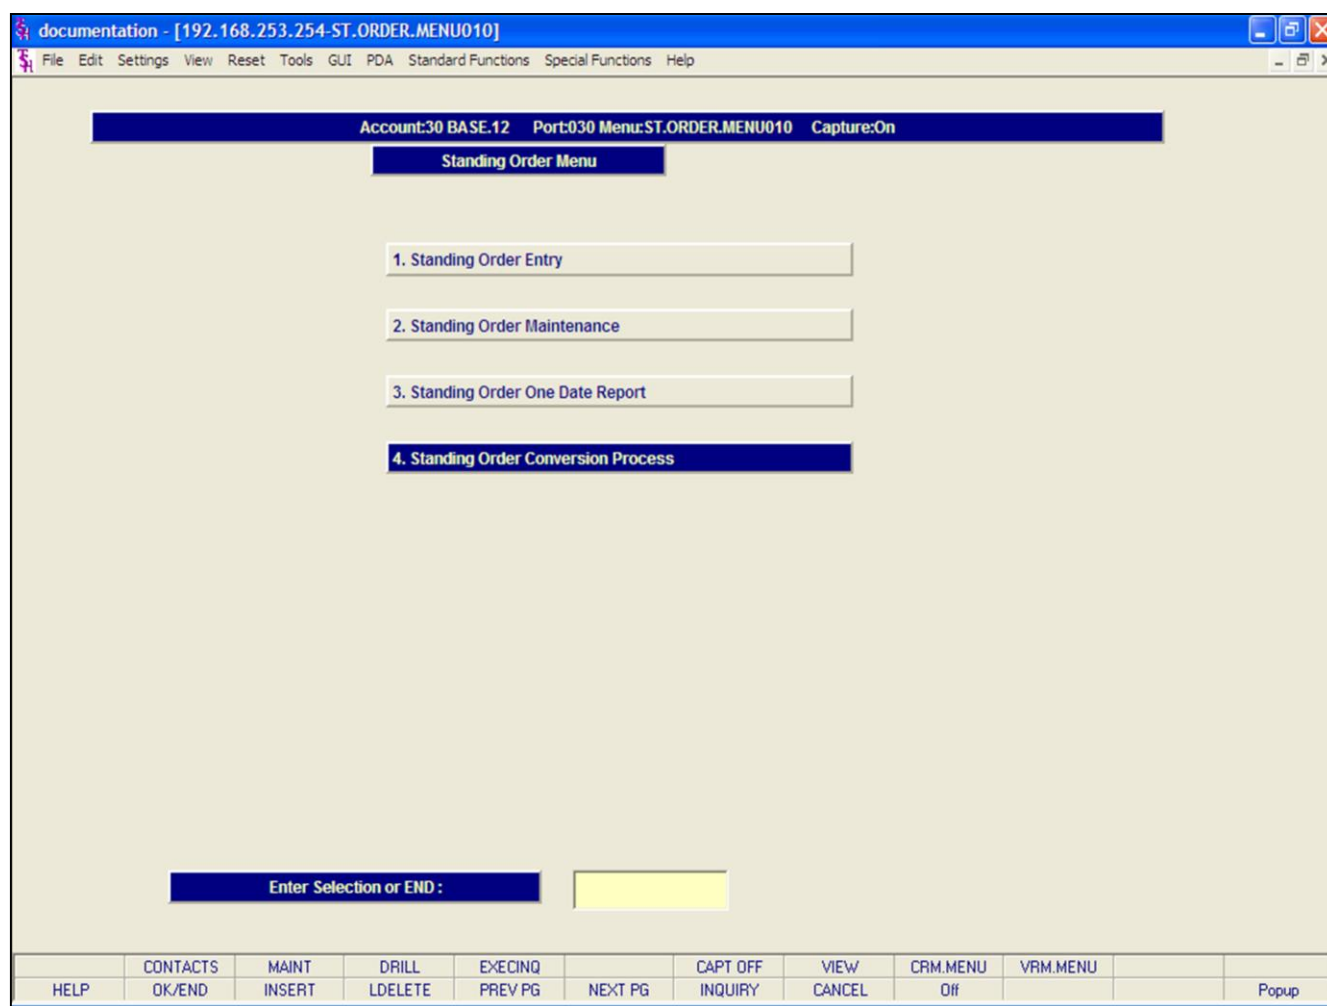 documentation - [192.168.253.254-ST.ORDER.MENU010]
File Edit Settings View Reset Tools GUI PDA Standard Functions Special Functions Help
Account:30 BASE.12 Port:030 Menu:ST.ORDER.MENU010 Capture:On
Standing Order Menu
1. Standing Order Entry
2. Standing Order Maintenance
3. Standing Order One Date Report
4. Standing Order Conversion Process
Enter Selection or END :
CONTACTS MAINT DRILL EXECINQ CAPT OFF VIEW CRM.MENU VRM.MENU
HELP OK/END INSERT LDELETE PREV PG NEXT PG INQUIRY CANCEL Off Popup